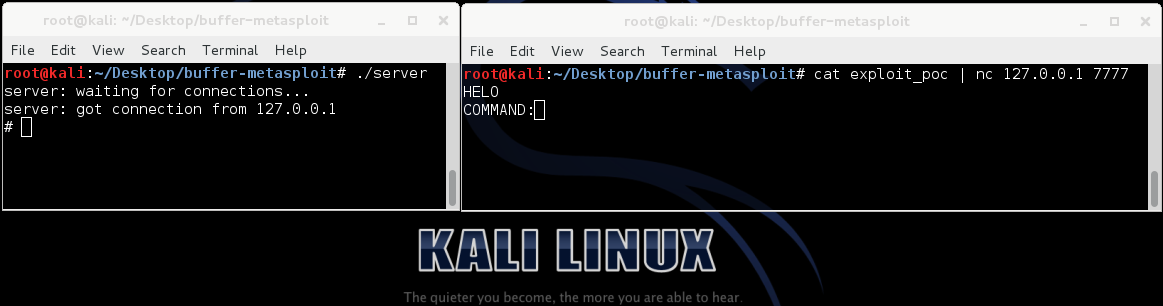 root@kali: ~/Desktop/buffer-metasploit
File Edit View Search Terminal Help
root@kali:~/Desktop/buffer-metasploit# ./server
server: waiting for connections...
server: got connection from 127.0.0.1
#
root@kali: ~/Desktop/buffer-metasploit
File Edit View Search Terminal Help
root@kali:~/Desktop/buffer-metasploit# cat exploit_poc | nc 127.0.0.1 7777
HELO
COMMAND:
KALI LINUX
The quieter you become, the more you are able to hear.